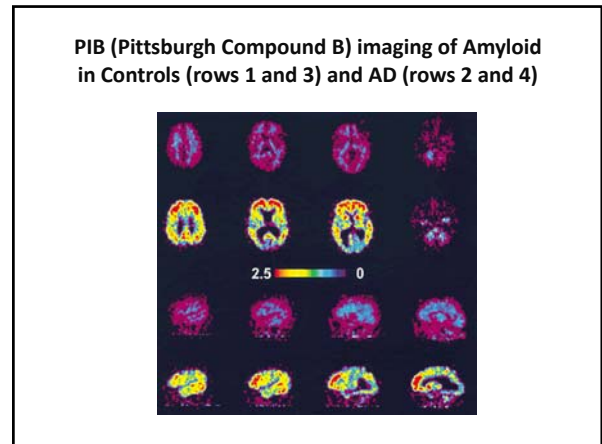 PIB (Pittsburgh Compound B) imaging of Amyloid
in Controls (rows 1 and 3) and AD (rows 2 and 4)
2.5 0